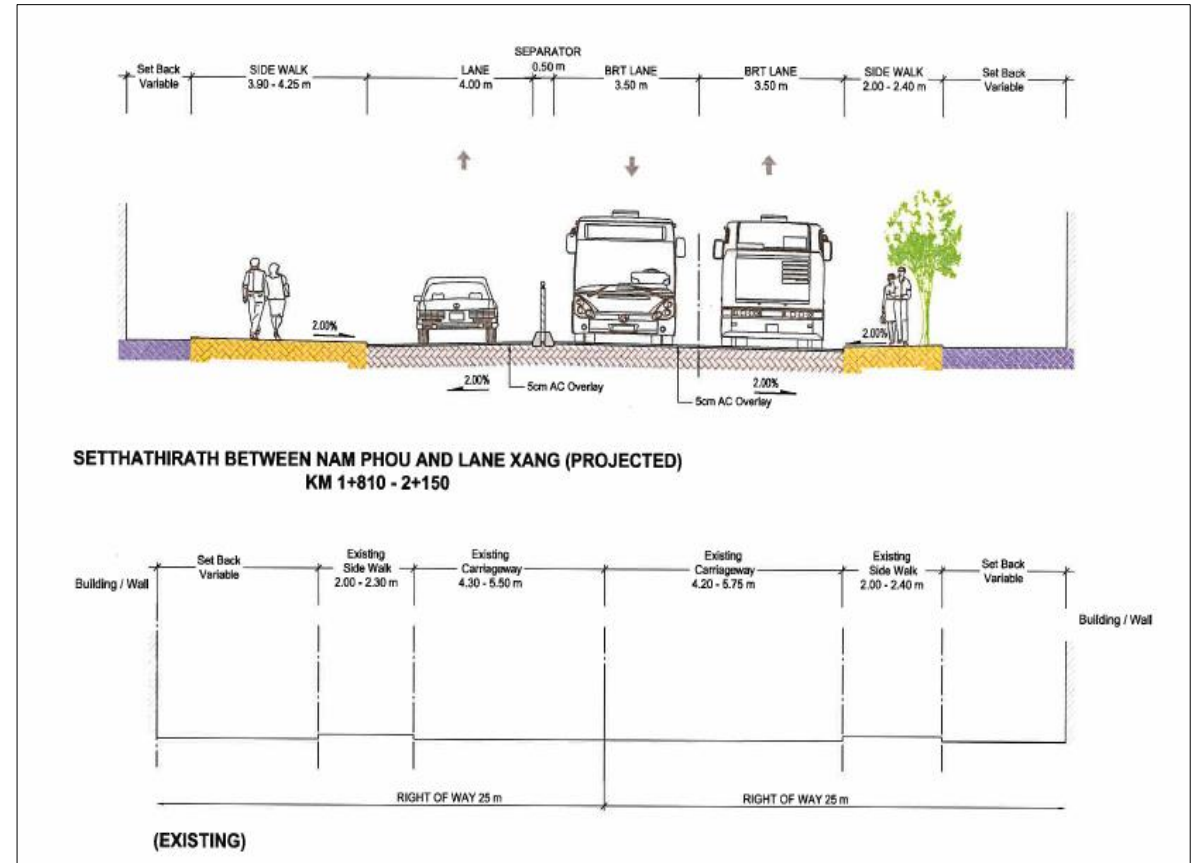 SEPARATOR
0.50 m
Set Back
Variable
SIDE WALK
3.90 - 4.25 m
LANE
4.00 m
BRT LANE
3.50 m
BRT LANE
3.50 m
SIDE WALK
2.00 - 2.40 m
Set Back
Variable
2.00%
2.00%
2.00%
5cm AC Overlay
5cm AC Overlay
2.00%
SETTHATHIRATH BETWEEN NAM PHOU AND LANE XANG (PROJECTED)
KM 1+810 - 2+150
Building / Wall
Set Back
Variable
Existing
Side Walk
2.00 - 2.30 m
Existing
Carriageway
4.30 - 5.50 m
Existing
Carriageway
4.20 - 5.75 m
Existing
Side Walk
2.00 - 2.40 m
Set Back
Variable
Building / Wall
RIGHT OF WAY 25 m
RIGHT OF WAY 25 m
(EXISTING)